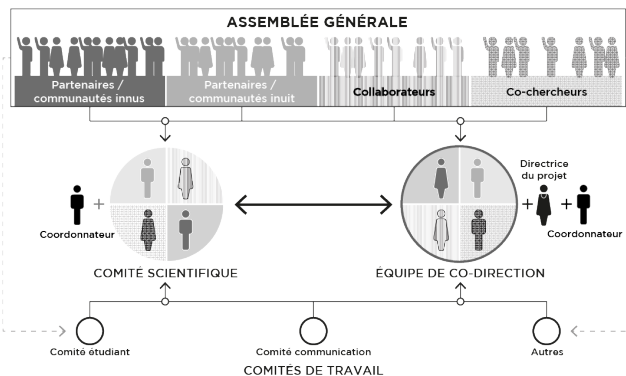 ASSEMBLÉE GÉNÉRALE
Partenaires /
communautés innus
Partenaires /
communautés inuit
Collaborateurs
Co-chercheurs
Directrice
du projet
+
+ +
Coordonnateur
Coordonnateur
COMITÉ SCIENTIFIQUE
ÉQUIPE DE CO-DIRECTION
Comité étudiant
Comité communication
Autres
COMITÉS DE TRAVAIL